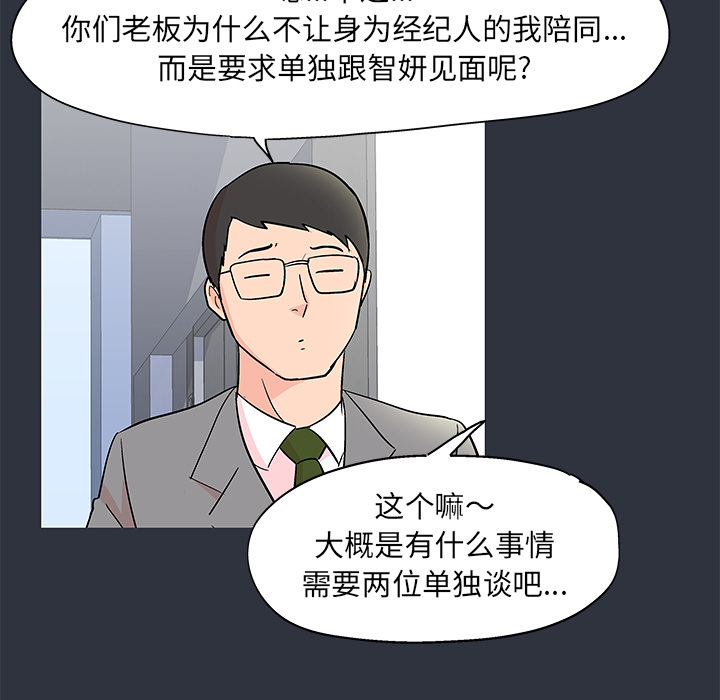 你们老板为什么不让身为经纪人的我陪同...
而是要求单独跟智妍见面呢?
这个嘛～
大概是有什么事情
需要两位单独谈吧...